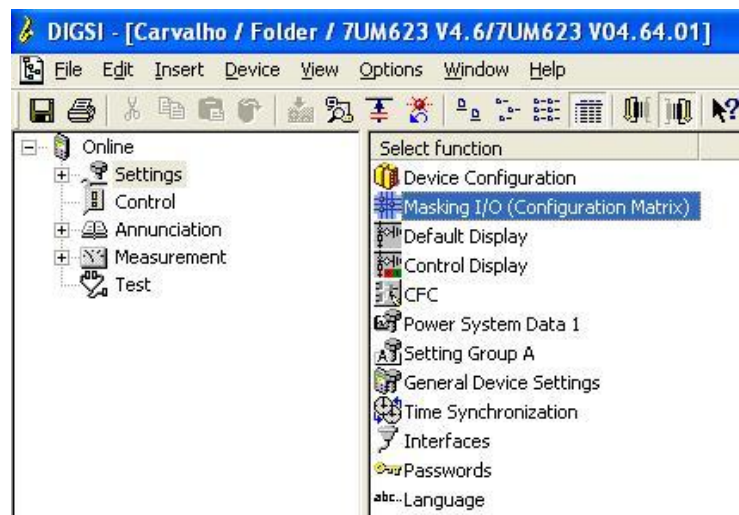 DIGSI - [Carvalho / Folder / 7UM623 V4.6/7UM623 V04.64.01]
File Edit Insert Device View Options Window Help
Online
Settings
Control
Annunciation
Measurement
Test
Select function
Device Configuration
Masking I/O (Configuration Matrix)
Default Display
Control Display
CFC
Power System Data 1
Setting Group A
General Device Settings
Time Synchronization
Interfaces
Passwords
abc.. Language